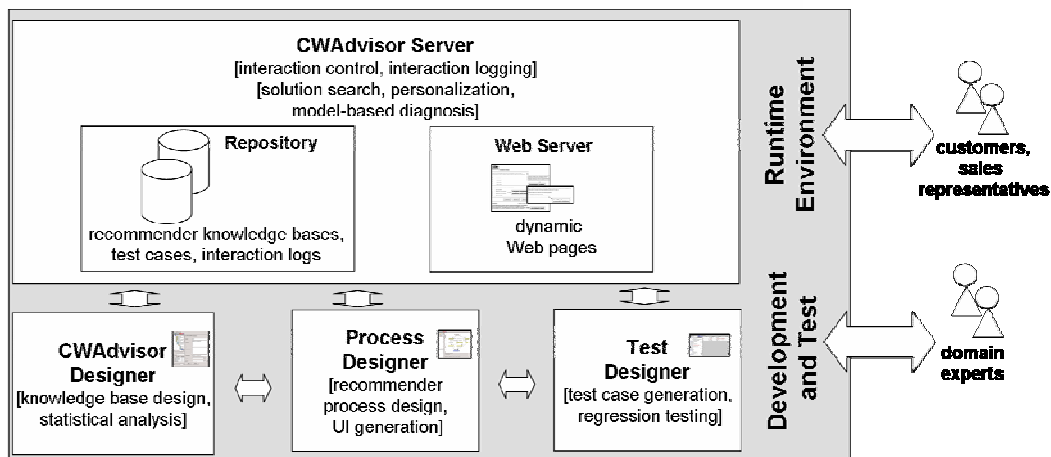 CWAdvisor Server
[interaction control, interaction logging]
[solution search, personalization,
model-based diagnosis]
Repository
recommender knowledge bases,
test cases, interaction logs
Web Server
dynamic
Web pages
Runtime
Environment
customers,
sales
representatives
CWAdvisor
Designer
[knowledge base design,
statistical analysis]
Process
Designer
[recommender
process design,
UI generation]
Test
Designer
[test case generation,
regression testing]
Development
and Test
domain
experts